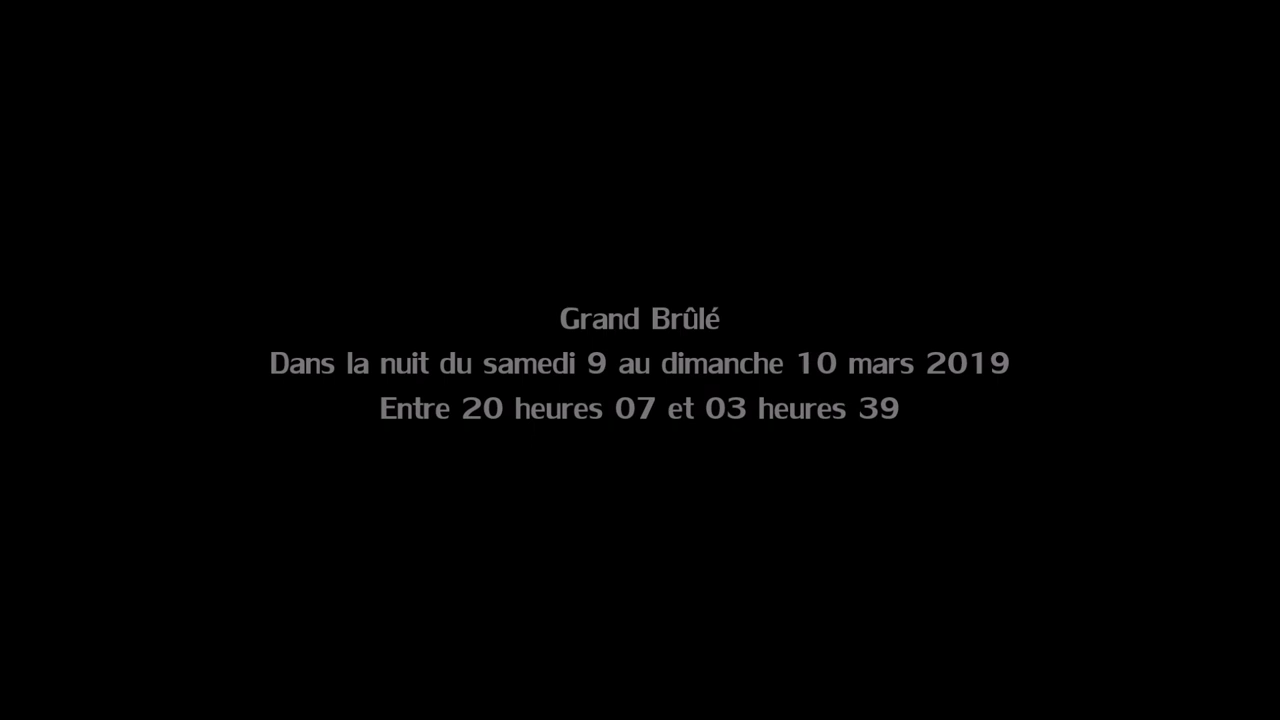 Grand Brûlé
Dans la nuit du samedi 9 au dimanche 10 mars 2019
Entre 20 heures 07 et 03 heures 39